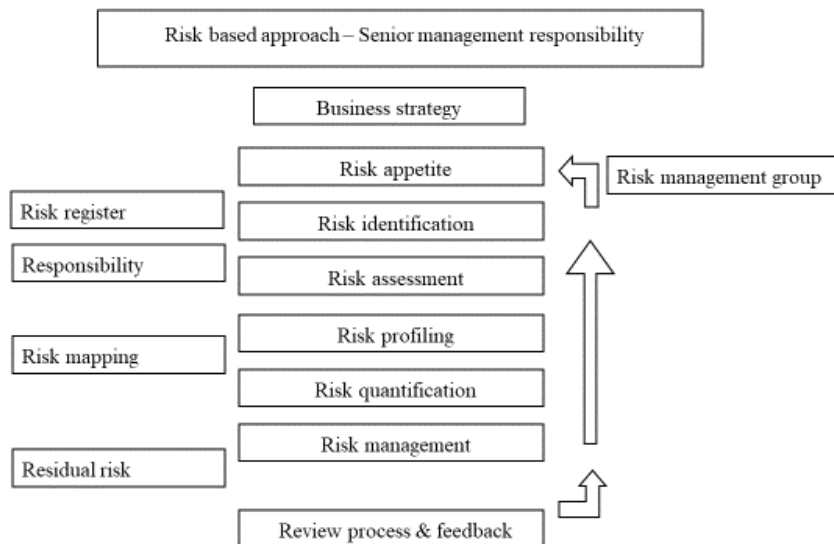 Risk based approach – Senior management responsibility
Business strategy
Risk appetite
Risk management group
Risk register
Risk identification
Responsibility
Risk assessment
Risk profiling
Risk mapping
Risk quantification
Risk management
Residual risk
Review process & feedback